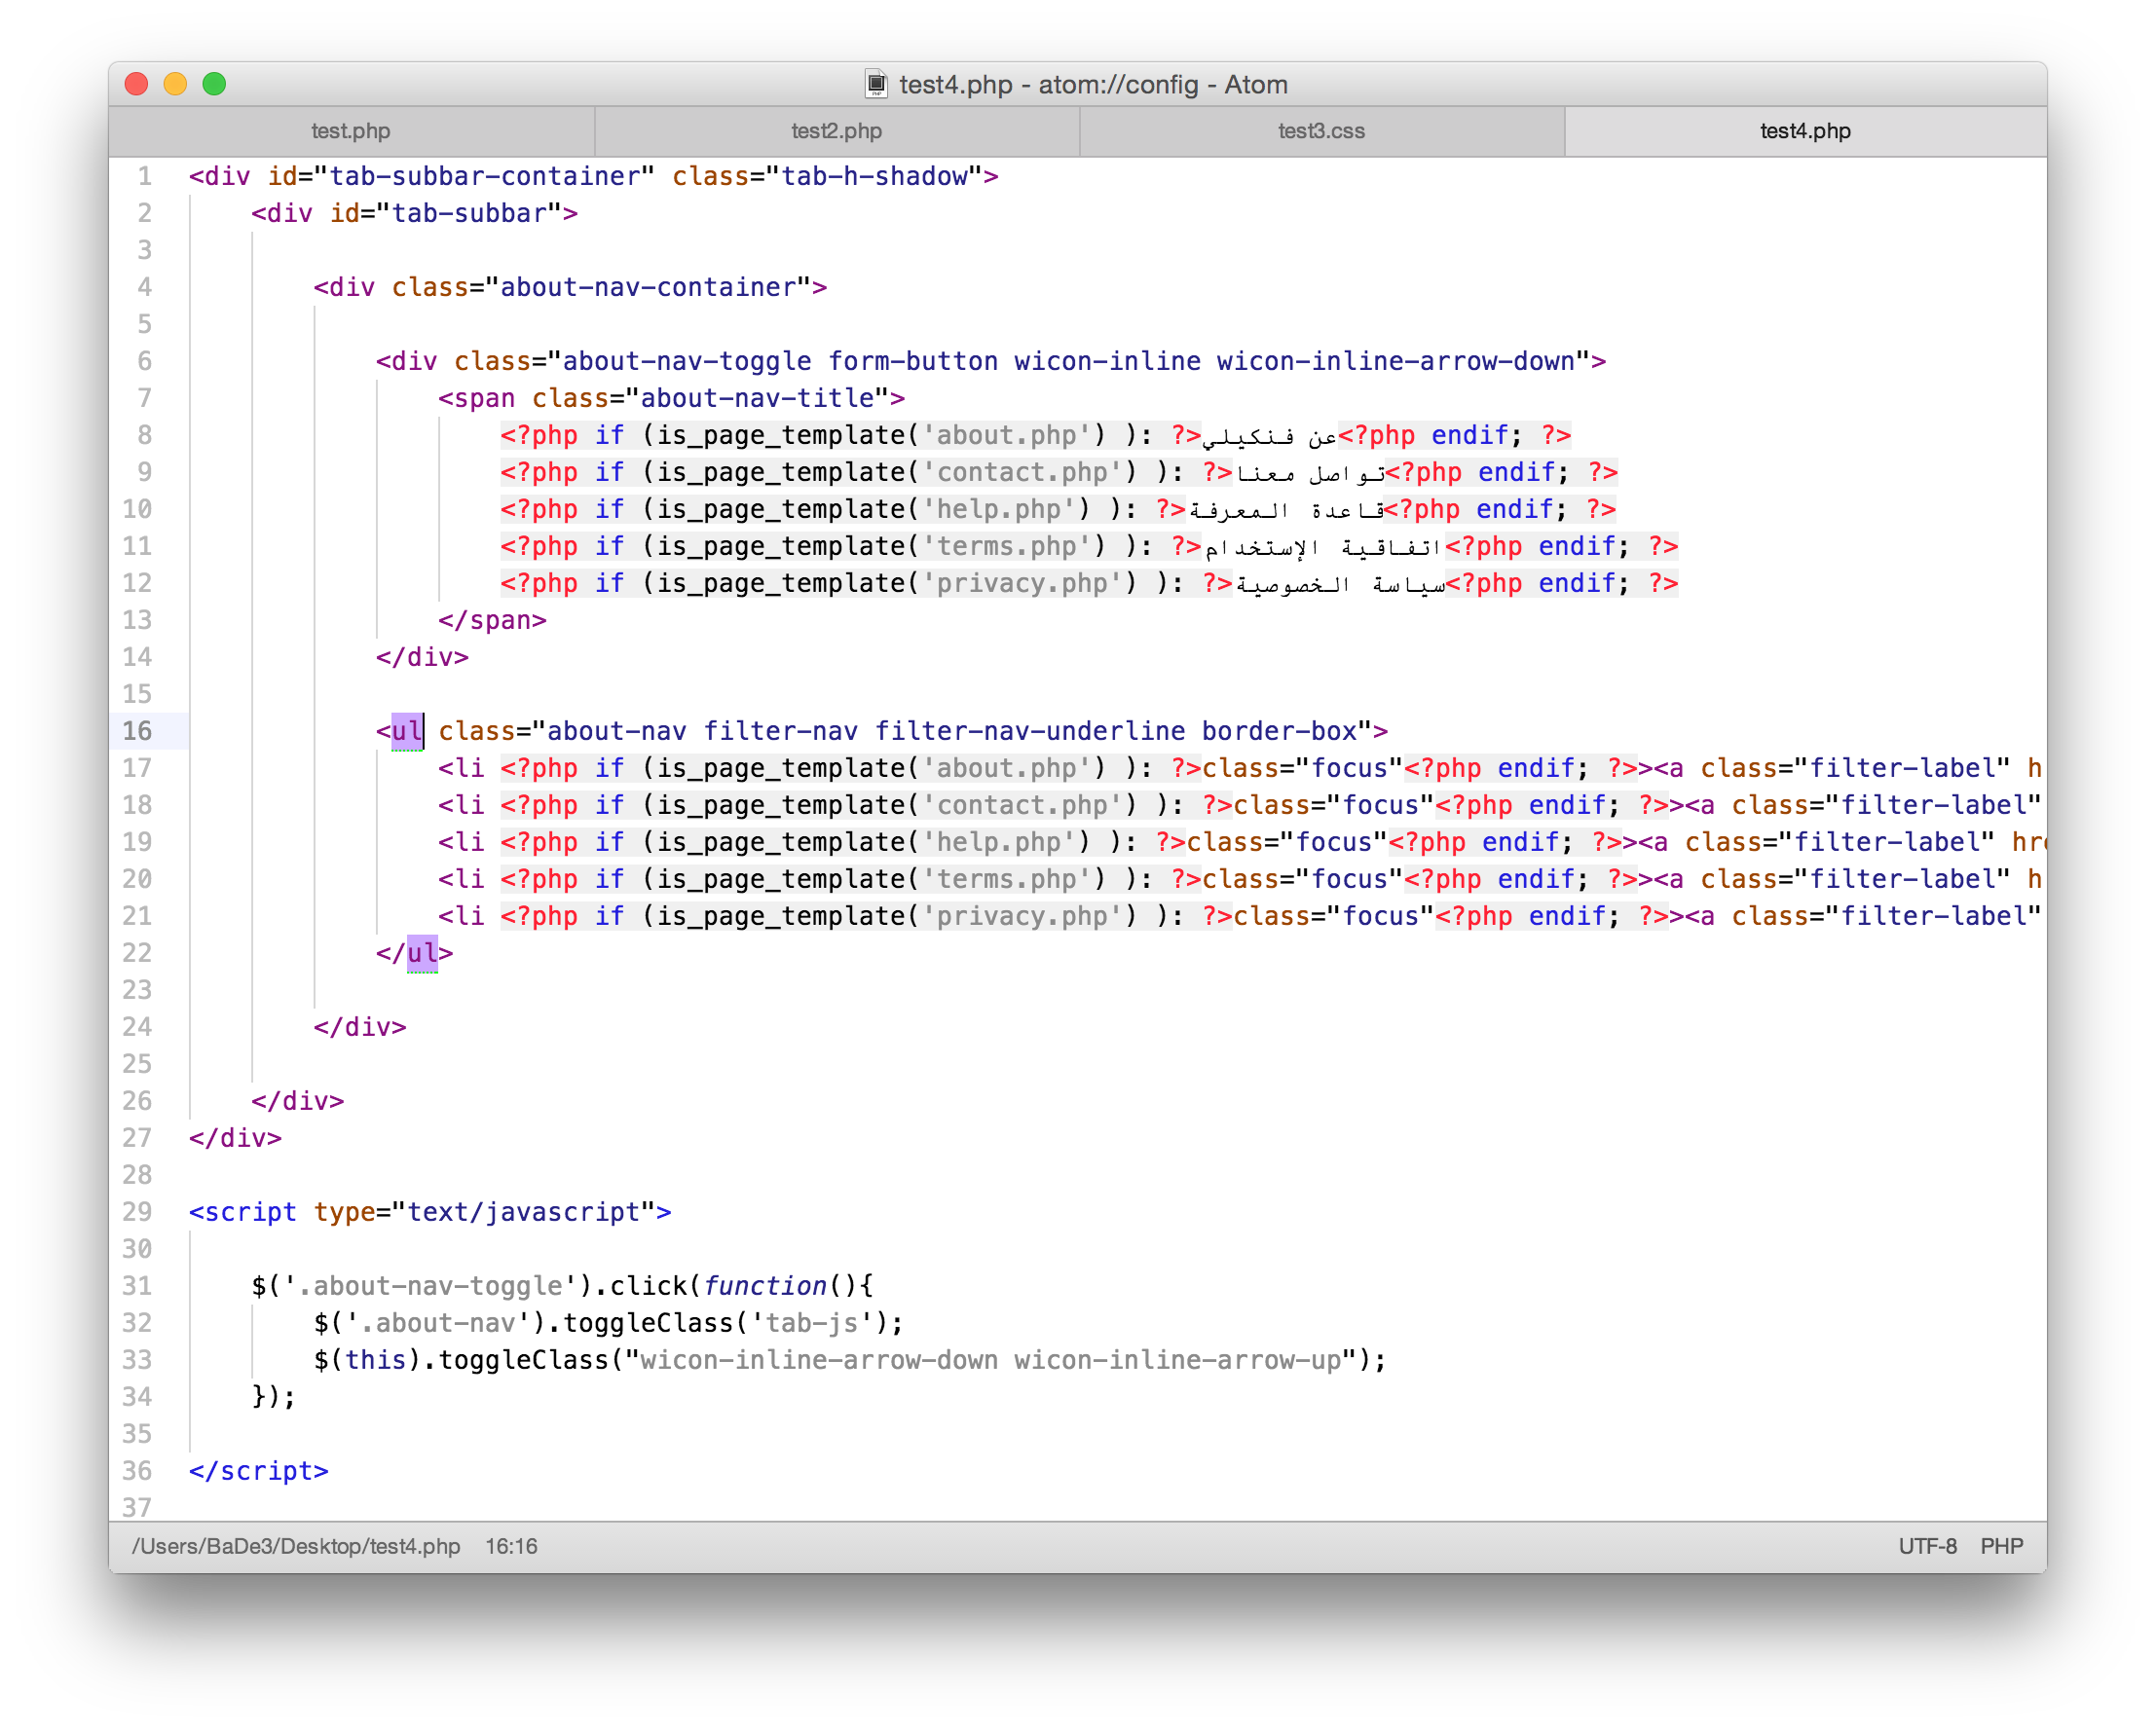 test4.php - atom://config - Atom
test.php test2.php test3.css test4.php
1 <div id="tab-subbar-container" class="tab-h-shadow">
2 <div id="tab-subbar">
3
4 <div class="about-nav-container">
5
6 <div class="about-nav-toggle form-button wicon-inline wicon-inline-arrow-down">
7 <span class="about-nav-title">
8 <?php if (is_page_template('about.php') ): ?>عن فنكيلي<?php endif; ?>
9 <?php if (is_page_template('contact.php') ): ?>تواصل معنا<?php endif; ?>
10 <?php if (is_page_template('help.php') ): ?>قاعدة المعرفة<?php endif; ?>
11 <?php if (is_page_template('terms.php') ): ?>اتفاقية الإستخدام<?php endif; ?>
12 <?php if (is_page_template('privacy.php') ): ?>سياسة الخصوصية<?php endif; ?>
13 </span>
14 </div>
15
16 <ul class="about-nav filter-nav filter-nav-underline border-box">
17 <li <?php if (is_page_template('about.php') ): ?>class="focus"<?php endif; ?>><a class="filter-label" h
18 <li <?php if (is_page_template('contact.php') ): ?>class="focus"<?php endif; ?>><a class="filter-label"
19 <li <?php if (is_page_template('help.php') ): ?>class="focus"<?php endif; ?>><a class="filter-label" hre
20 <li <?php if (is_page_template('terms.php') ): ?>class="focus"<?php endif; ?>><a class="filter-label" h
21 <li <?php if (is_page_template('privacy.php') ): ?>class="focus"<?php endif; ?>><a class="filter-label"
22 </ul>
23
24 </div>
25
26 </div>
27 </div>
28
29 <script type="text/javascript">
30
31 $('.about-nav-toggle').click(function(){
32 $('.about-nav').toggleClass('tab-js');
33 $(this).toggleClass("wicon-inline-arrow-down wicon-inline-arrow-up");
34 });
35
36 </script>
37
/Users/BaDe3/Desktop/test4.php 16:16 UTF-8 PHP